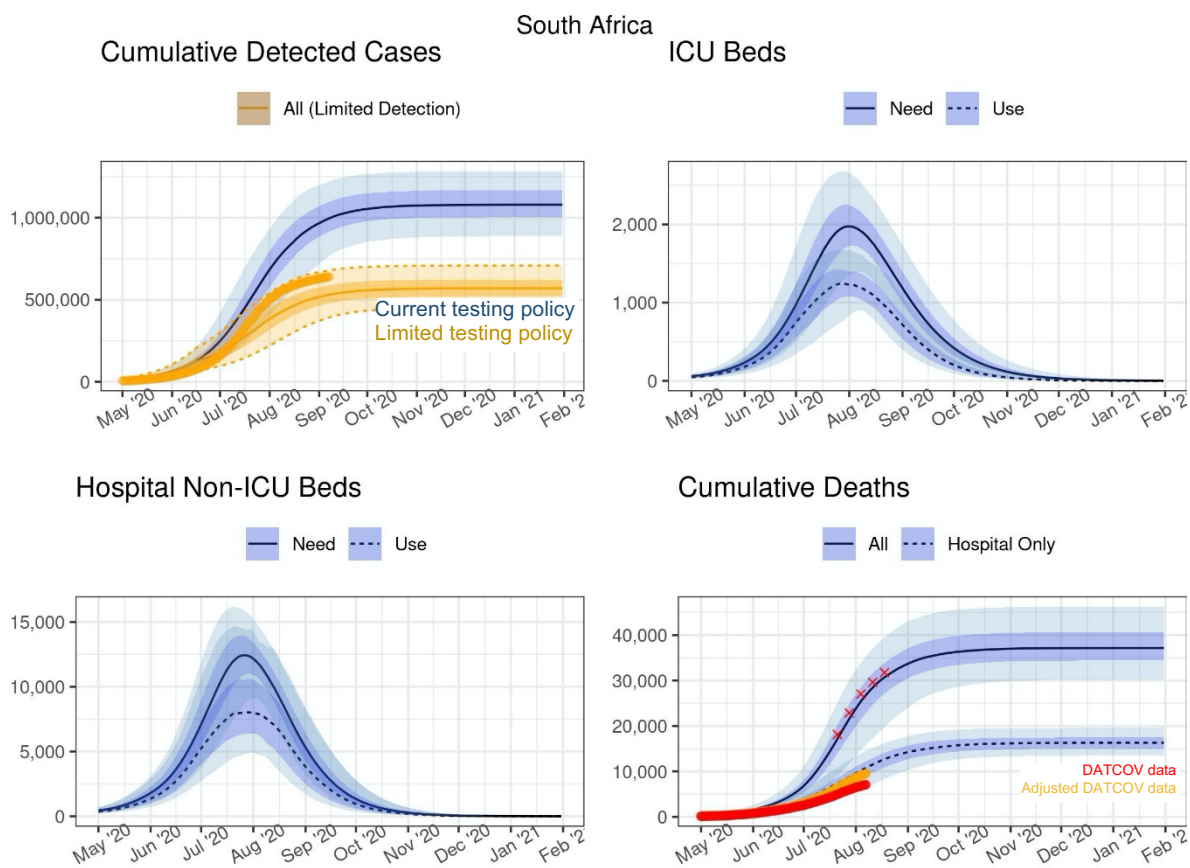 South Africa
Cumulative Detected Cases
All (Limited Detection)
1,000,000
500,000
0
Current testing policy
Limited testing policy
May '20 Jun '20 Jul '20 Aug '20 Sep '20 Oct '20 Nov '20 Dec '20 Jan '21 Feb '2
ICU Beds
Need Use
2,000
1,000
0
May '20 Jun '20 Jul '20 Aug '20 Sep '20 Oct '20 Nov '20 Dec '20 Jan '21 Feb '2
Hospital Non-ICU Beds
Need Use
15,000
10,000
5,000
0
May '20 Jun '20 Jul '20 Aug '20 Sep '20 Oct '20 Nov '20 Dec '20 Jan '21 Feb '2
Cumulative Deaths
All Hospital Only
40,000
30,000
20,000
10,000
0
DATCOV data
Adjusted DATCOV data
May '20 Jun '20 Jul '20 Aug '20 Sep '20 Oct '20 Nov '20 Dec '20 Jan '21 Feb '2